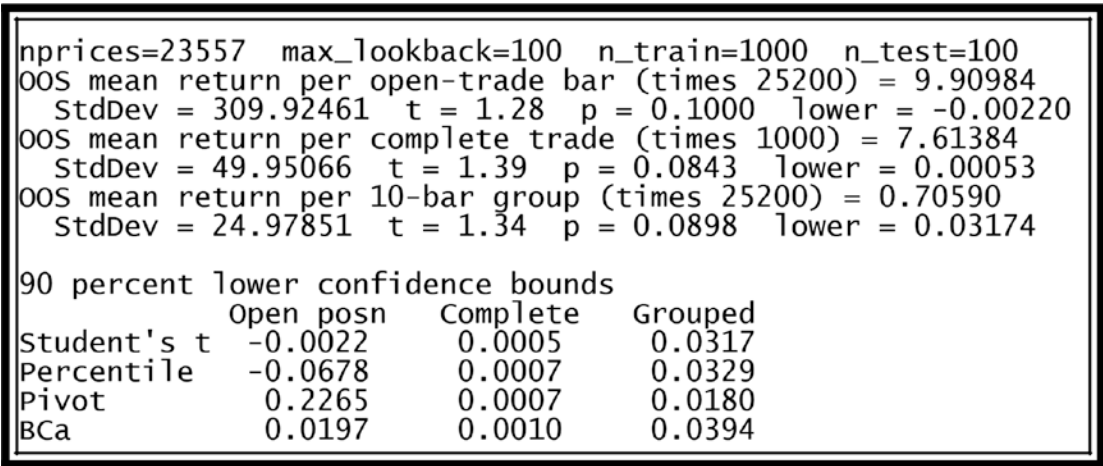 nprices=23557  max_lookback=100  n_train=1000  n_test=100
OOS mean return per open-trade bar (times 25200) = 9.90984
  StdDev = 309.92461  t = 1.28  p = 0.1000  lower = -0.00220
OOS mean return per complete trade (times 1000) = 7.61384
  StdDev = 49.95066  t = 1.39  p = 0.0843  lower = 0.00053
OOS mean return per 10-bar group (times 25200) = 0.70590
  StdDev = 24.97851  t = 1.34  p = 0.0898  lower = 0.03174
90 percent lower confidence bounds
            Open posn   Complete   Grouped
Student's t  -0.0022     0.0005     0.0317
Percentile   -0.0678     0.0007     0.0329
Pivot         0.2265     0.0007     0.0180
BCa           0.0197     0.0010     0.0394